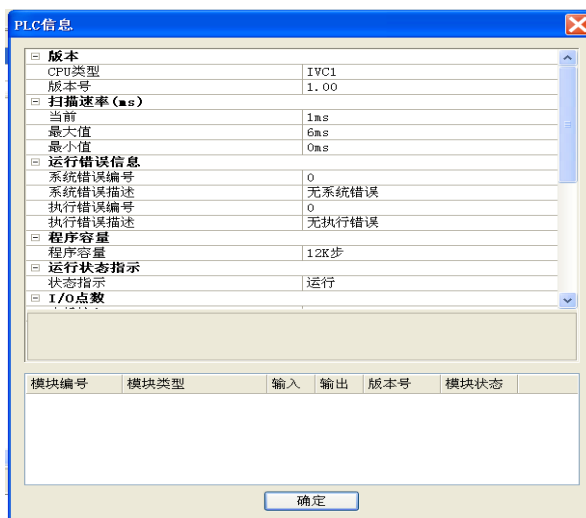 PLC信息
版本
CPU类型 IVC1
版本号 1.00
扫描速率(ms)
当前 1ms
最大值 6ms
最小值 0ms
运行错误信息
系统错误编号 0
系统错误描述 无系统错误
执行错误编号 0
执行错误描述 无执行错误
程序容量
程序容量 12K步
运行状态指示
状态指示 运行
I/O点数
模块编号 模块类型 输入 输出 版本号 模块状态
确定